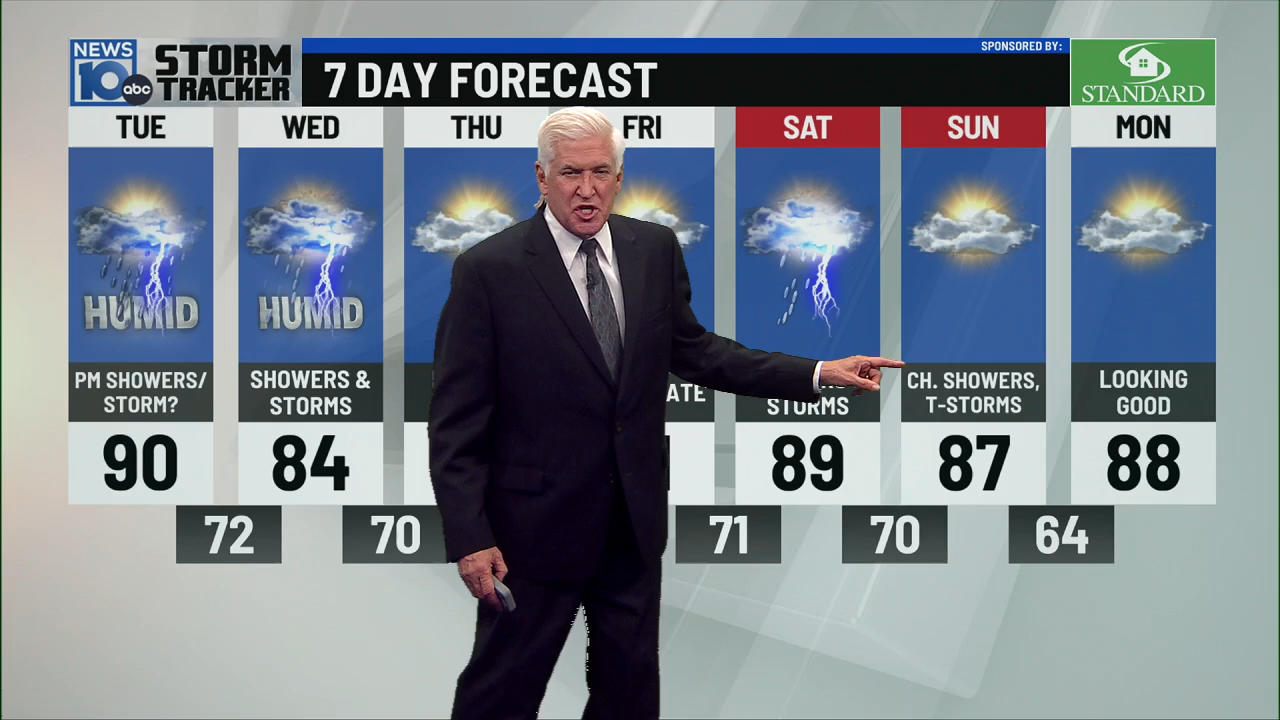 NEWS
10
abc
STORM
TRACKER
7 DAY FORECAST
SPONSORED BY:
STANDARD
TUE
WED
THU
FRI
SAT
SUN
MON
HUMID
HUMID
PM SHOWERS/
STORM?
SHOWERS &
STORMS
STORMS
CH. SHOWERS,
T-STORMS
LOOKING
GOOD
90
84
89
87
88
72
70
71
70
64